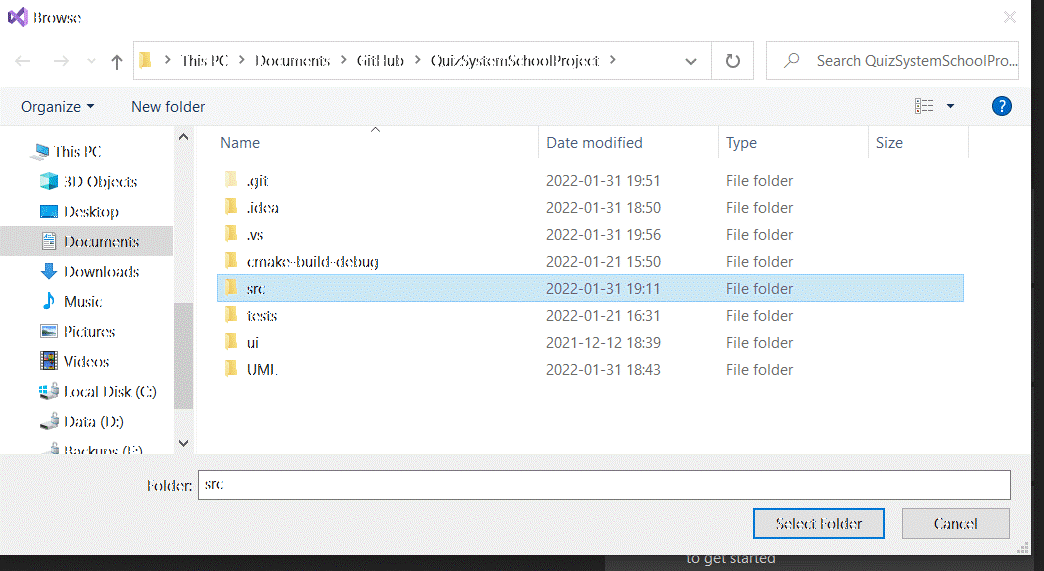 Browse
This PC > Documents > GitHub > QuizSystemSchoolProject >
Search QuizSystemSchoolPro...
Organize
New folder
?
Name
Date modified
Type
Size
This PC
3D Objects
Desktop
Documents
Downloads
Music
Pictures
Videos
Local Disk (C:)
Data (D:)
Backups (E:)
.git 2022-01-31 19:51 File folder
.idea 2022-01-31 18:50 File folder
.vs 2022-01-31 19:56 File folder
cmake-build-debug 2022-01-21 15:50 File folder
src 2022-01-31 19:11 File folder
tests 2022-01-21 16:31 File folder
ui 2021-12-12 18:39 File folder
UML 2022-01-31 18:43 File folder
Folder: src
Select Folder
Cancel
to get started